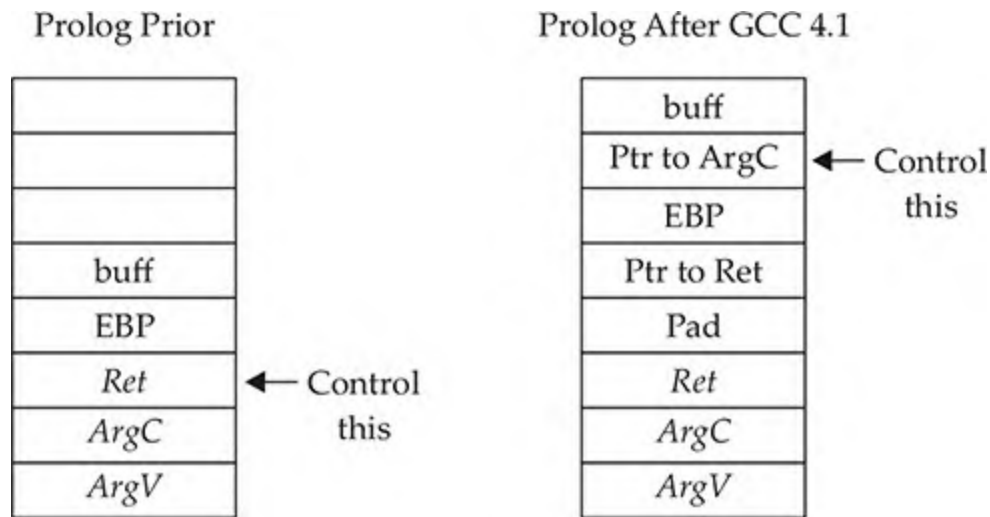 Prolog Prior
buff
EBP
Ret
Control
this
ArgC
ArgV
Prolog After GCC 4.1
buff
Ptr to ArgC
Control
this
EBP
Ptr to Ret
Pad
Ret
ArgC
ArgV